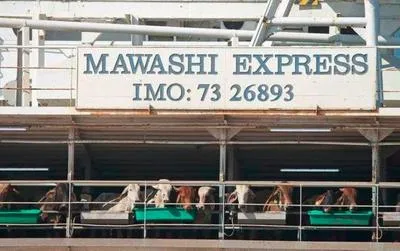 MAWASHI EXPRESS
IMO: 73 26893